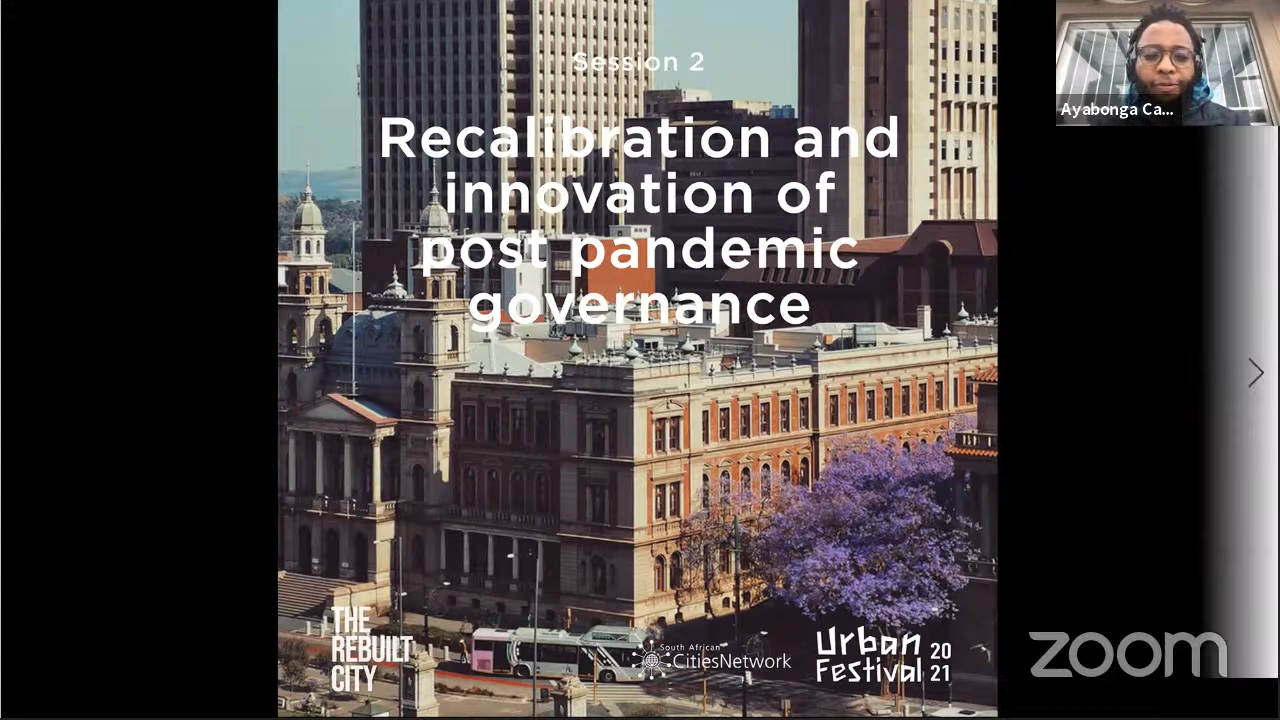 Session 2
Recalibration and
innovation of
post pandemic
governance
Ayabonga Ca...
THE
REBUILT
CITY
South African
CitiesNetwork
Urban
Festival
20
21
zoom